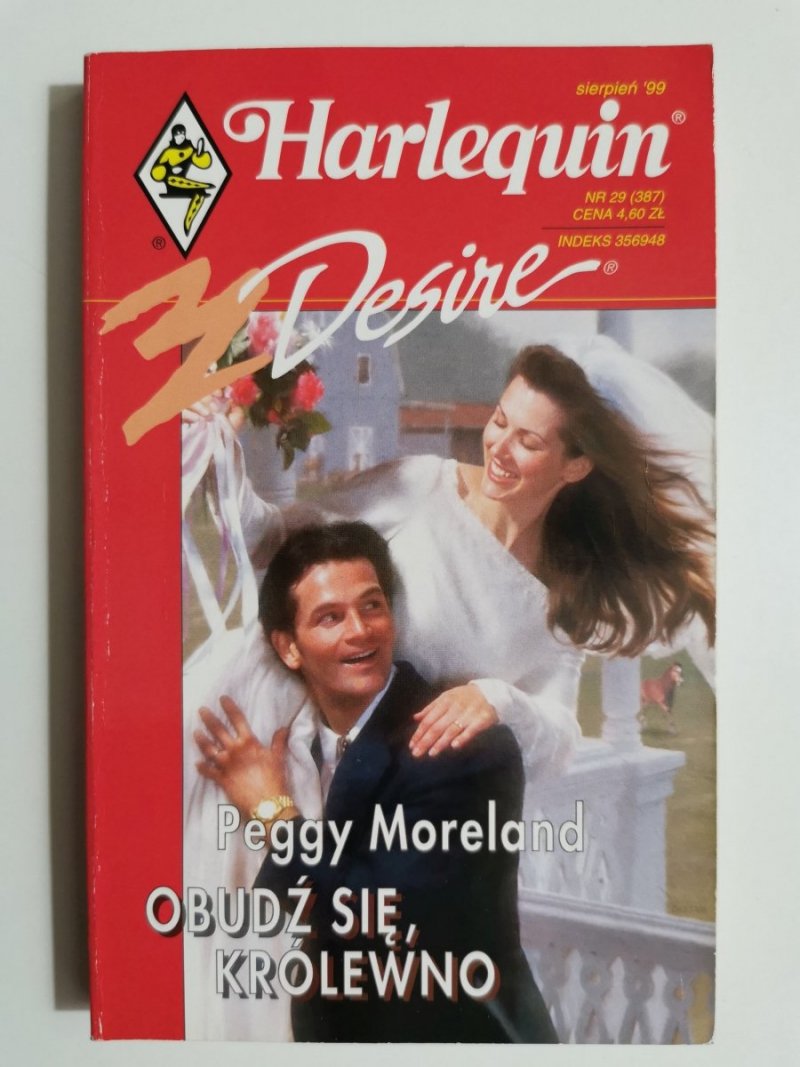 sierpień '99
Harlequin®
NR 29 (387)
CENA 4,60 ZŁ
INDEKS 356948
®
Desire®
Peggy Moreland
OBUDŹ SIĘ,
KRÓLEWNO